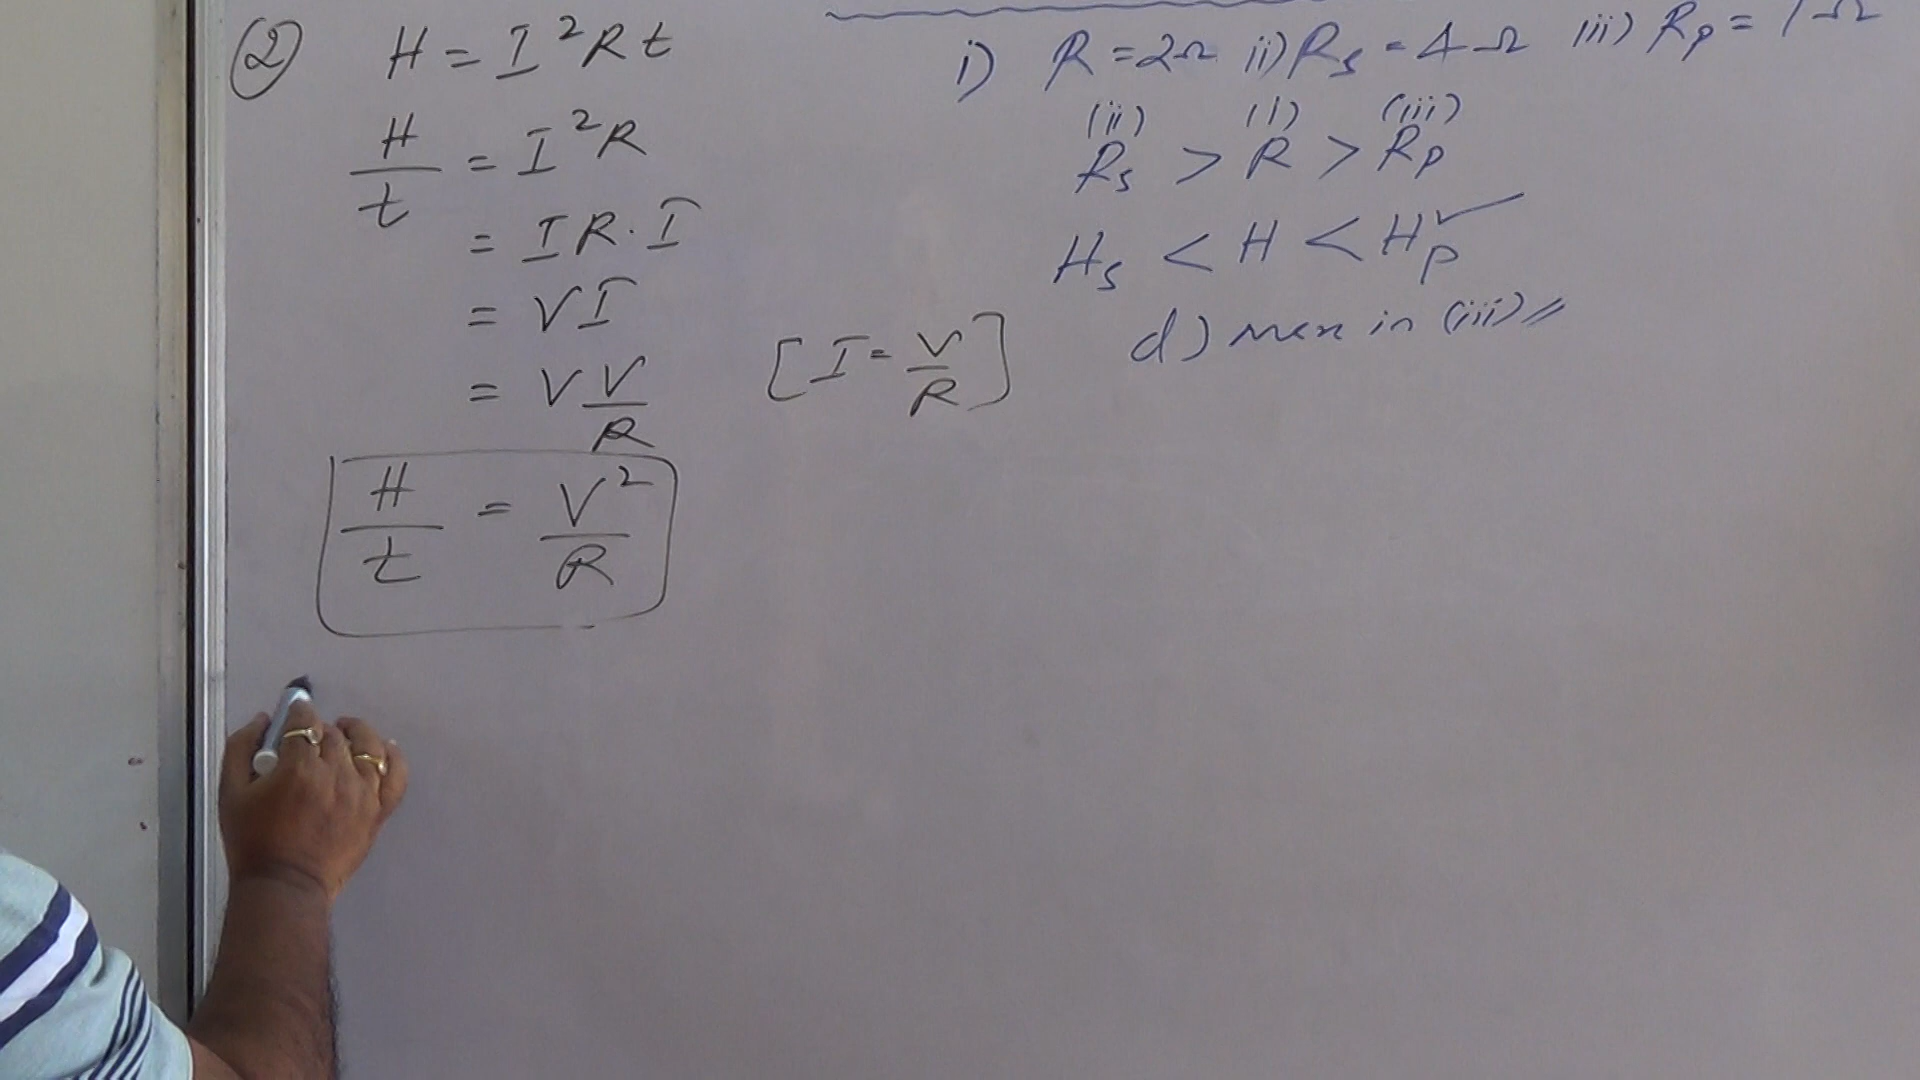 ② H = I²Rt
H/t = I²R
= IR·I
= VI
= V V/R [I = V/R]
H/t = V²/R
i) R = 2Ω ii) Rs = 4Ω iii) Rp = 1Ω
(ii) (i) (iii)
Rs > R > Rp
Hs < H < Hp ✓
d) max in (iii) //